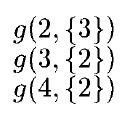 g(2, {3})
g(3, {2})
g(4, {2})